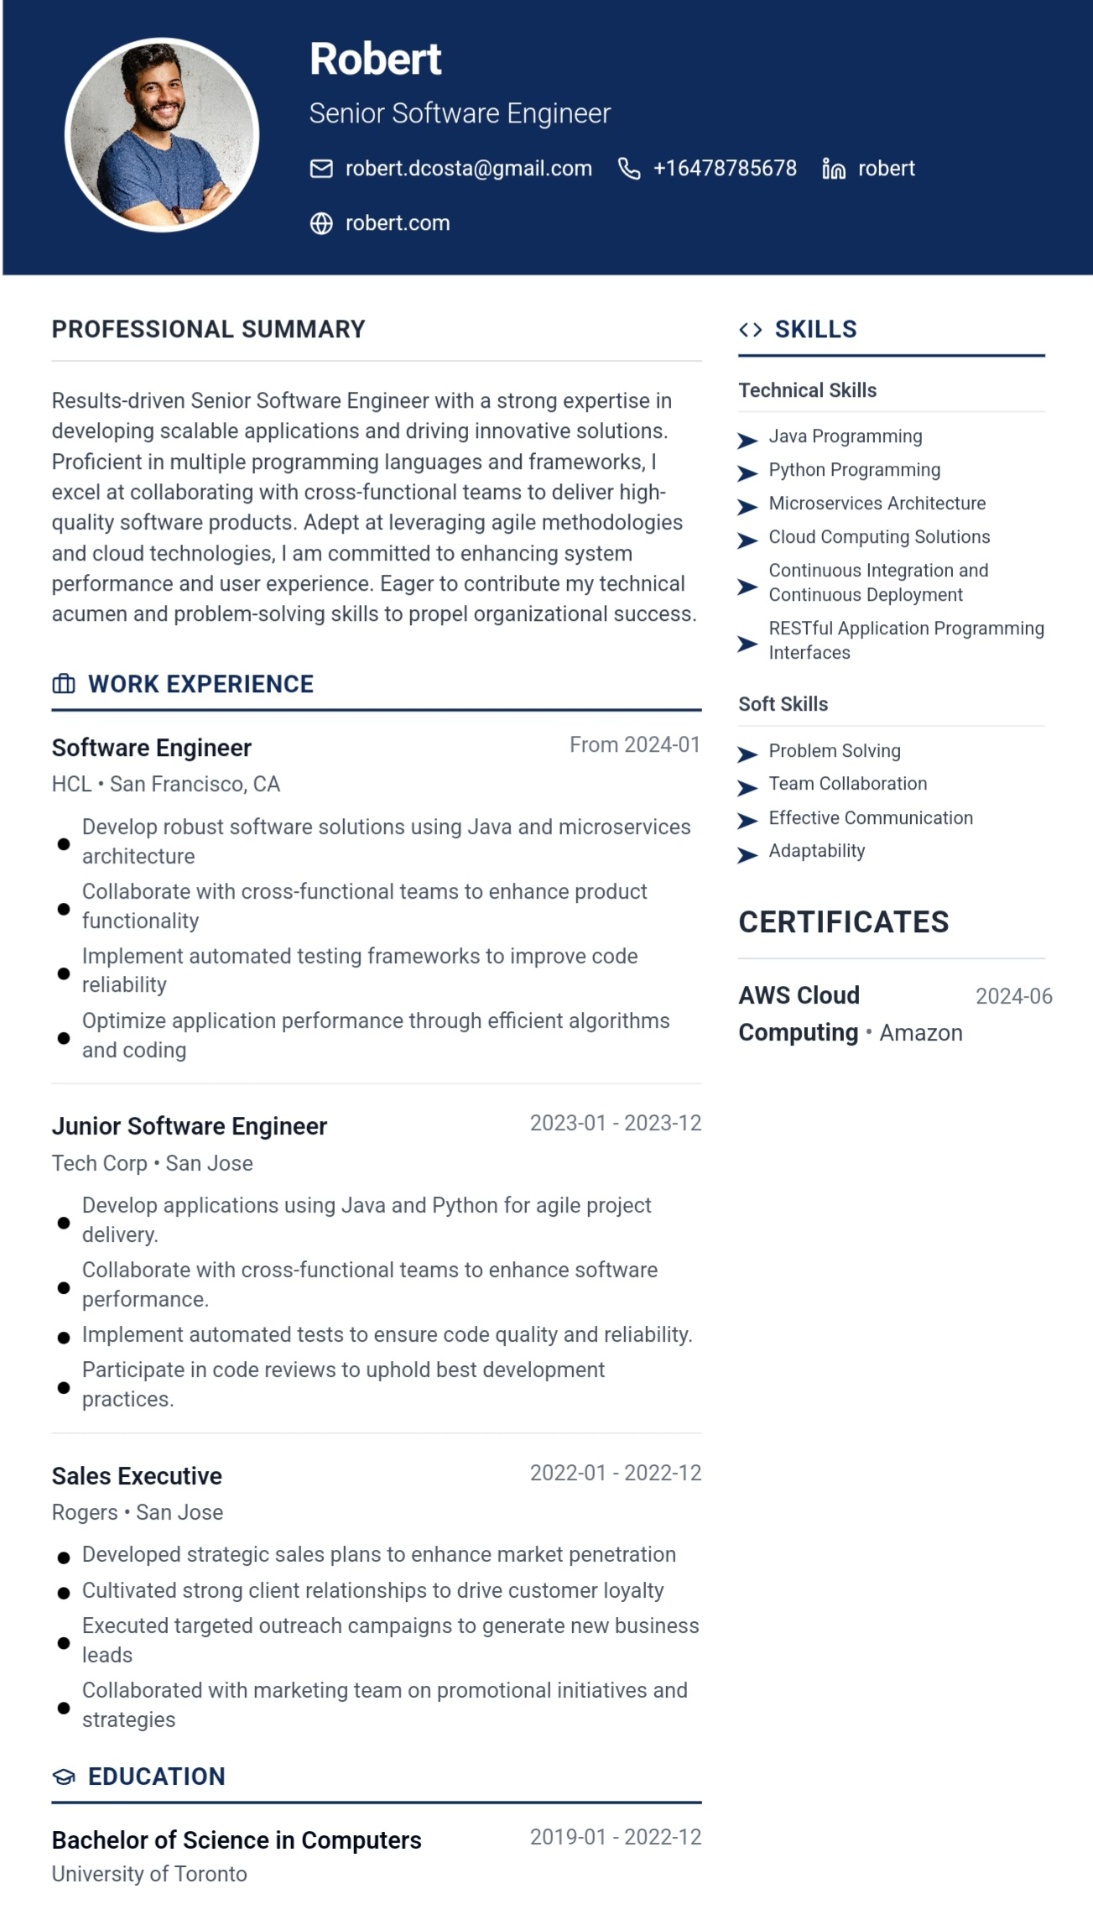 Robert
Senior Software Engineer
robert.dcosta@gmail.com +16478785678 robert
robert.com
PROFESSIONAL SUMMARY
Results-driven Senior Software Engineer with a strong expertise in
developing scalable applications and driving innovative solutions.
Proficient in multiple programming languages and frameworks, I
excel at collaborating with cross-functional teams to deliver high-
quality software products. Adept at leveraging agile methodologies
and cloud technologies, I am committed to enhancing system
performance and user experience. Eager to contribute my technical
acumen and problem-solving skills to propel organizational success.
WORK EXPERIENCE
Software Engineer From 2024-01
HCL • San Francisco, CA
Develop robust software solutions using Java and microservices
architecture
Collaborate with cross-functional teams to enhance product
functionality
Implement automated testing frameworks to improve code
reliability
Optimize application performance through efficient algorithms
and coding
Junior Software Engineer 2023-01 - 2023-12
Tech Corp • San Jose
Develop applications using Java and Python for agile project
delivery.
Collaborate with cross-functional teams to enhance software
performance.
Implement automated tests to ensure code quality and reliability.
Participate in code reviews to uphold best development
practices.
Sales Executive 2022-01 - 2022-12
Rogers • San Jose
Developed strategic sales plans to enhance market penetration
Cultivated strong client relationships to drive customer loyalty
Executed targeted outreach campaigns to generate new business
leads
Collaborated with marketing team on promotional initiatives and
strategies
EDUCATION
Bachelor of Science in Computers 2019-01 - 2022-12
University of Toronto
SKILLS
Technical Skills
Java Programming
Python Programming
Microservices Architecture
Cloud Computing Solutions
Continuous Integration and
Continuous Deployment
RESTful Application Programming
Interfaces
Soft Skills
Problem Solving
Team Collaboration
Effective Communication
Adaptability
CERTIFICATES
AWS Cloud 2024-06
Computing • Amazon